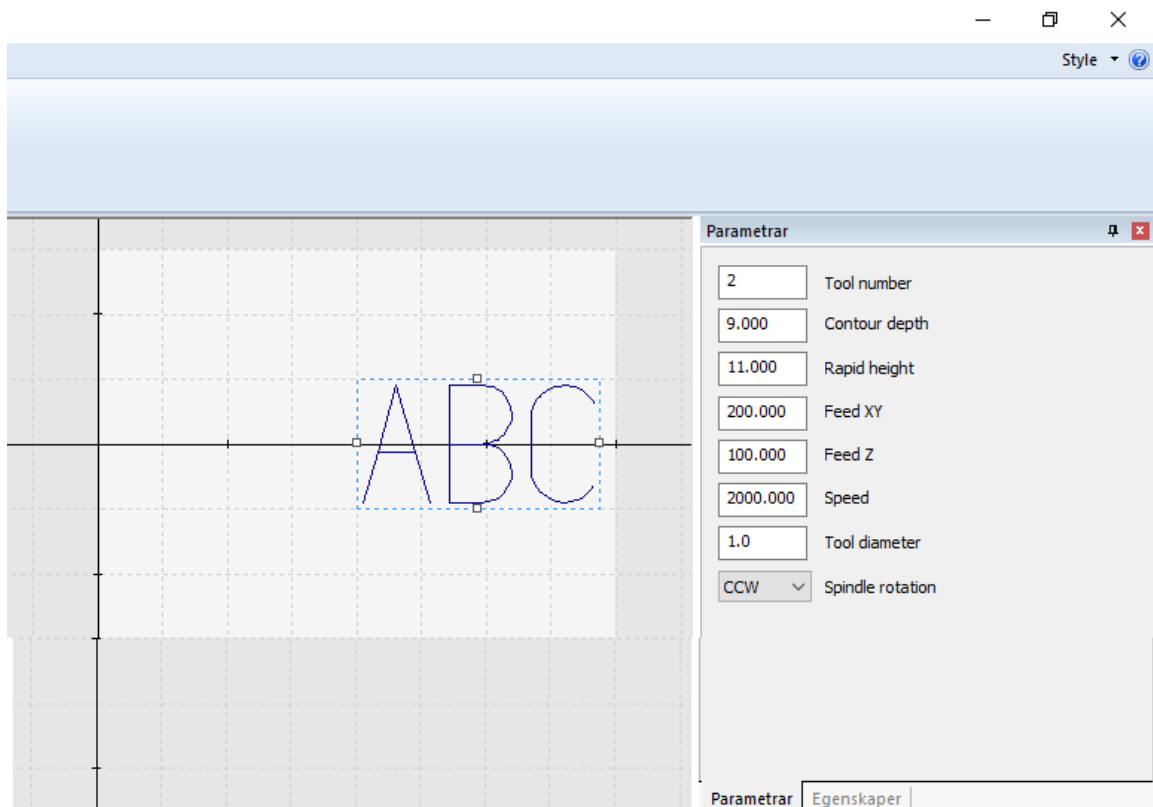 Style
Parametrar
2 Tool number
9.000 Contour depth
11.000 Rapid height
200.000 Feed XY
100.000 Feed Z
2000.000 Speed
1.0 Tool diameter
CCW Spindle rotation
ABC
Parametrar Egenskaper